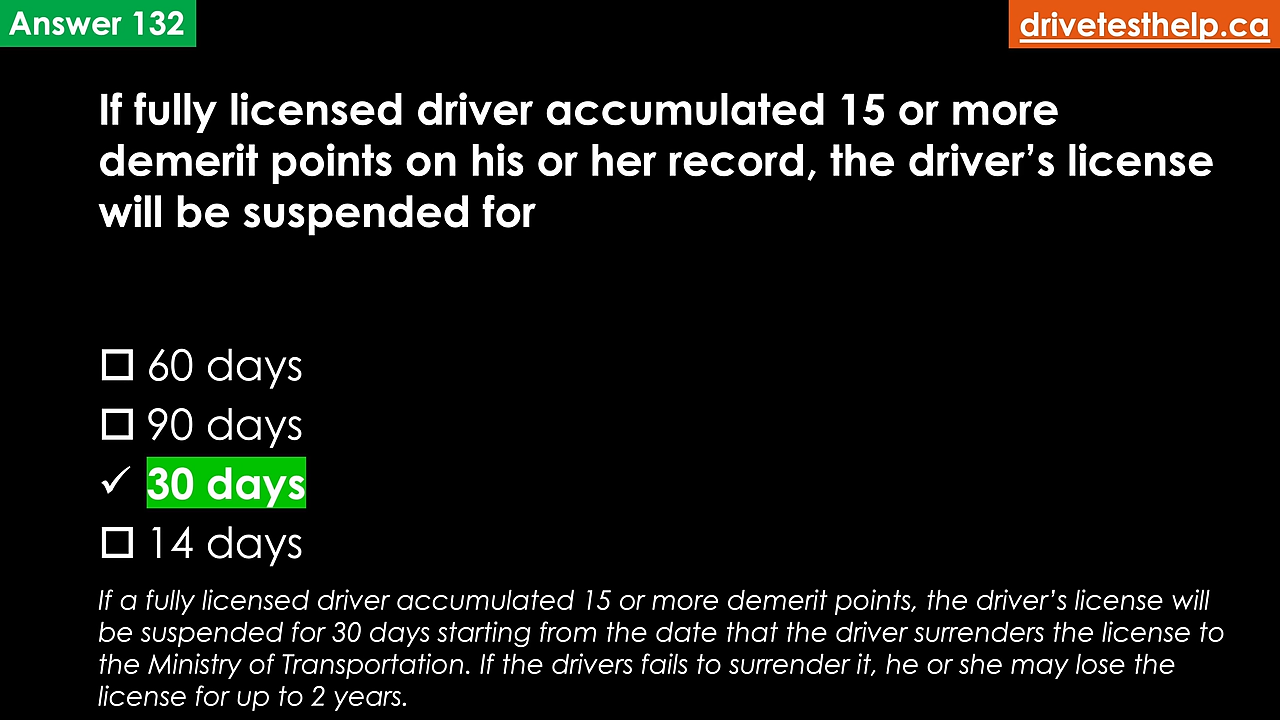 Answer 132
drivetesthelp.ca
If fully licensed driver accumulated 15 or more
demerit points on his or her record, the driver’s license
will be suspended for
60 days
90 days
30 days
14 days
If a fully licensed driver accumulated 15 or more demerit points, the driver’s license will
be suspended for 30 days starting from the date that the driver surrenders the license to
the Ministry of Transportation. If the drivers fails to surrender it, he or she may lose the
license for up to 2 years.